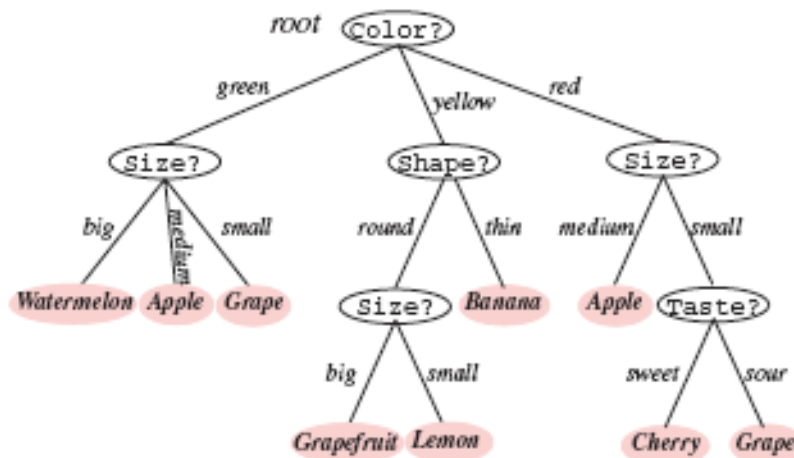 root Color?
green yellow red
Size? Shape? Size?
big medium small round thin medium small
Watermelon Apple Grape Size? Banana Apple Taste?
big small sweet sour
Grapefruit Lemon Cherry Grape